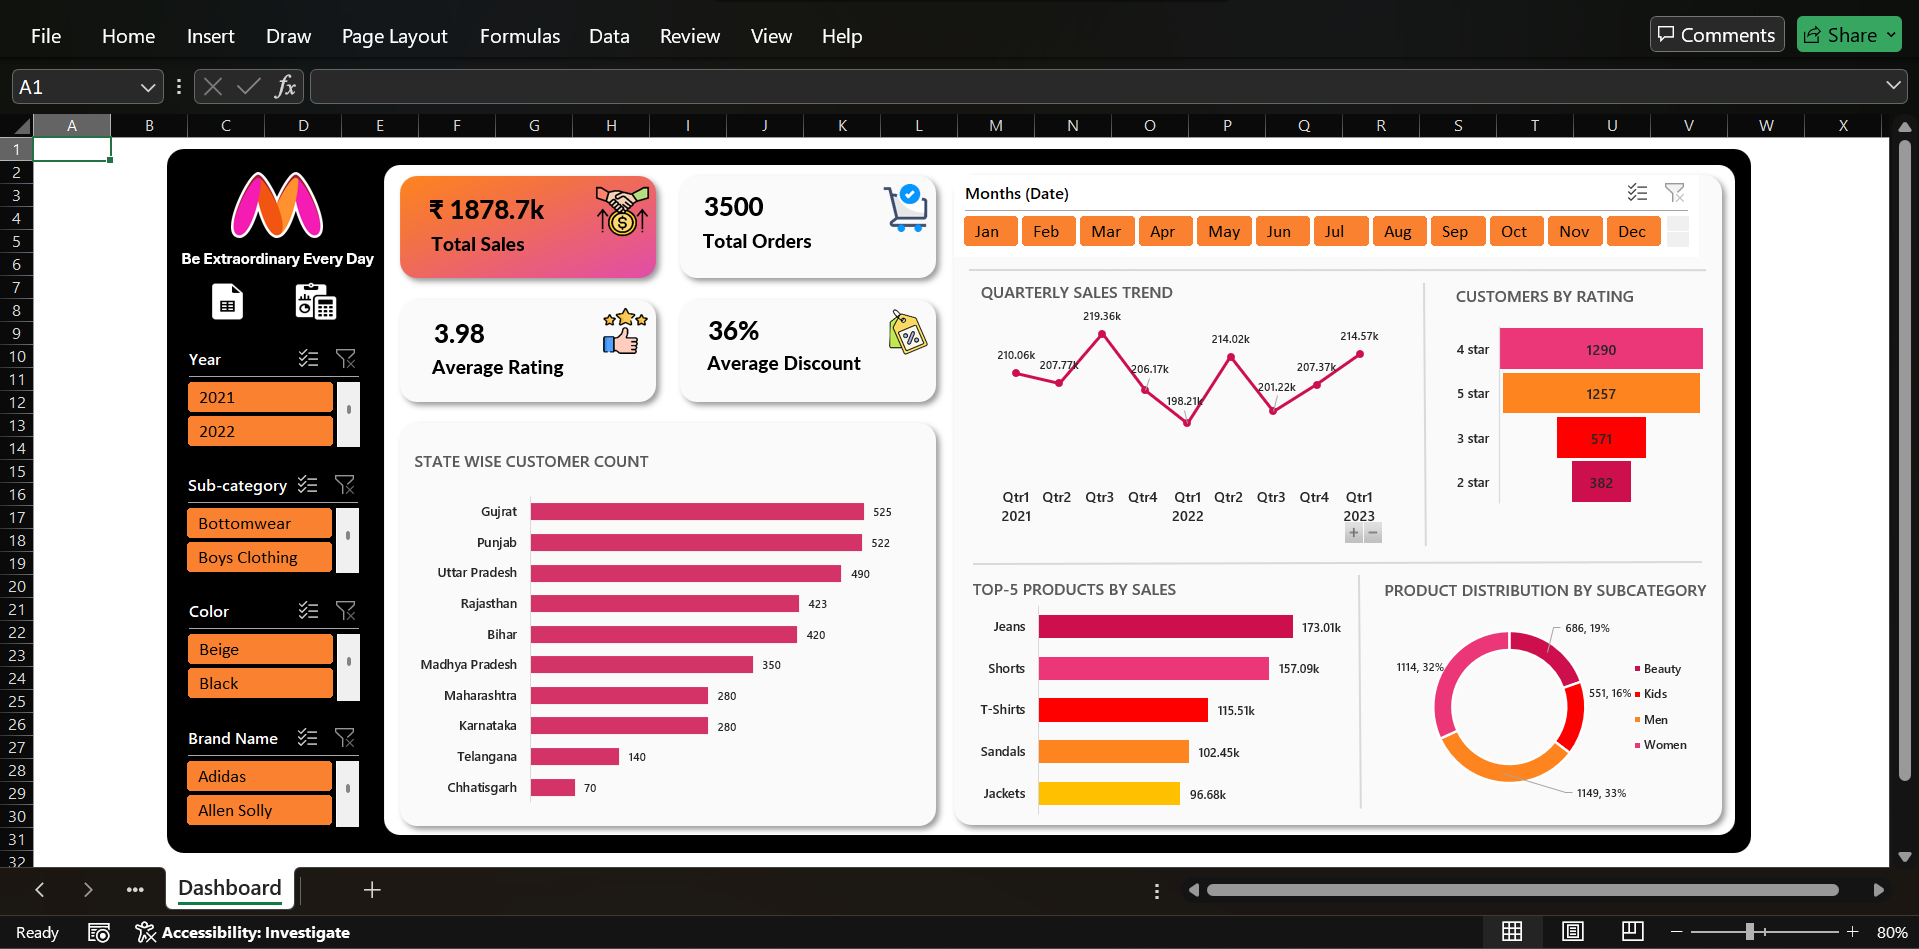 File Home Insert Draw Page Layout Formulas Data Review View Help Comments Share
A1 fx
A B C D E F G H I J K L M N O P Q R S T U V W X
1
2
3
4
5
6
7
8
9
10
11
12
13
14
15
16
17
18
19
20
21
22
23
24
25
26
27
28
29
30
31
32
Be Extraordinary Every Day
Year
2021
2022
Sub-category
Bottomwear
Boys Clothing
Color
Beige
Black
Brand Name
Adidas
Allen Solly
₹ 1878.7k
Total Sales
3500
Total Orders
3.98
Average Rating
36%
Average Discount
STATE WISE CUSTOMER COUNT
Gujrat 525
Punjab 522
Uttar Pradesh 490
Rajasthan 423
Bihar 420
Madhya Pradesh 350
Maharashtra 280
Karnataka 280
Telangana 140
Chhatisgarh 70
Months (Date)
Jan Feb Mar Apr May Jun Jul Aug Sep Oct Nov Dec
QUARTERLY SALES TREND
210.06k 207.77k 219.36k 206.17k 198.21k 214.02k 201.22k 207.37k 214.57k
Qtr1 Qtr2 Qtr3 Qtr4 Qtr1 Qtr2 Qtr3 Qtr4 Qtr1
2021 2022 2023
CUSTOMERS BY RATING
4 star 1290
5 star 1257
3 star 571
2 star 382
TOP-5 PRODUCTS BY SALES
Jeans 173.01k
Shorts 157.09k
T-Shirts 115.51k
Sandals 102.45k
Jackets 96.68k
PRODUCT DISTRIBUTION BY SUBCATEGORY
686, 19%
1114, 32%
551, 16%
1149, 33%
Beauty
Kids
Men
Women
Dashboard
Ready Accessibility: Investigate 80%